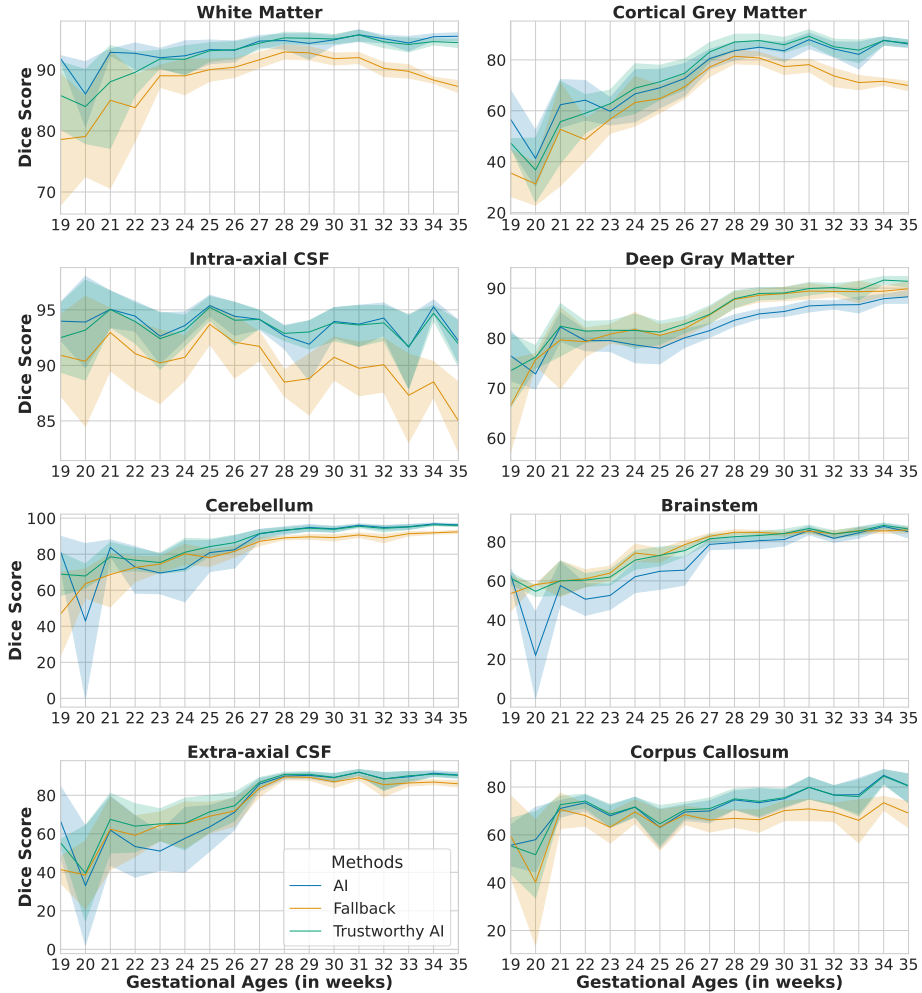 White Matter
Cortical Grey Matter
Dice Score
90
80
70
19 20 21 22 23 24 25 26 27 28 29 30 31 32 33 34 35
80
60
40
20
19 20 21 22 23 24 25 26 27 28 29 30 31 32 33 34 35
Intra-axial CSF
Deep Gray Matter
Dice Score
95
90
85
19 20 21 22 23 24 25 26 27 28 29 30 31 32 33 34 35
90
80
70
60
19 20 21 22 23 24 25 26 27 28 29 30 31 32 33 34 35
Cerebellum
Brainstem
Dice Score
100
80
60
40
20
0
19 20 21 22 23 24 25 26 27 28 29 30 31 32 33 34 35
80
60
40
20
0
19 20 21 22 23 24 25 26 27 28 29 30 31 32 33 34 35
Extra-axial CSF
Corpus Callosum
Dice Score
80
60
40
20
0
Methods
AI
Fallback
Trustworthy AI
19 20 21 22 23 24 25 26 27 28 29 30 31 32 33 34 35
Gestational Ages (in weeks)
80
60
40
20
19 20 21 22 23 24 25 26 27 28 29 30 31 32 33 34 35
Gestational Ages (in weeks)